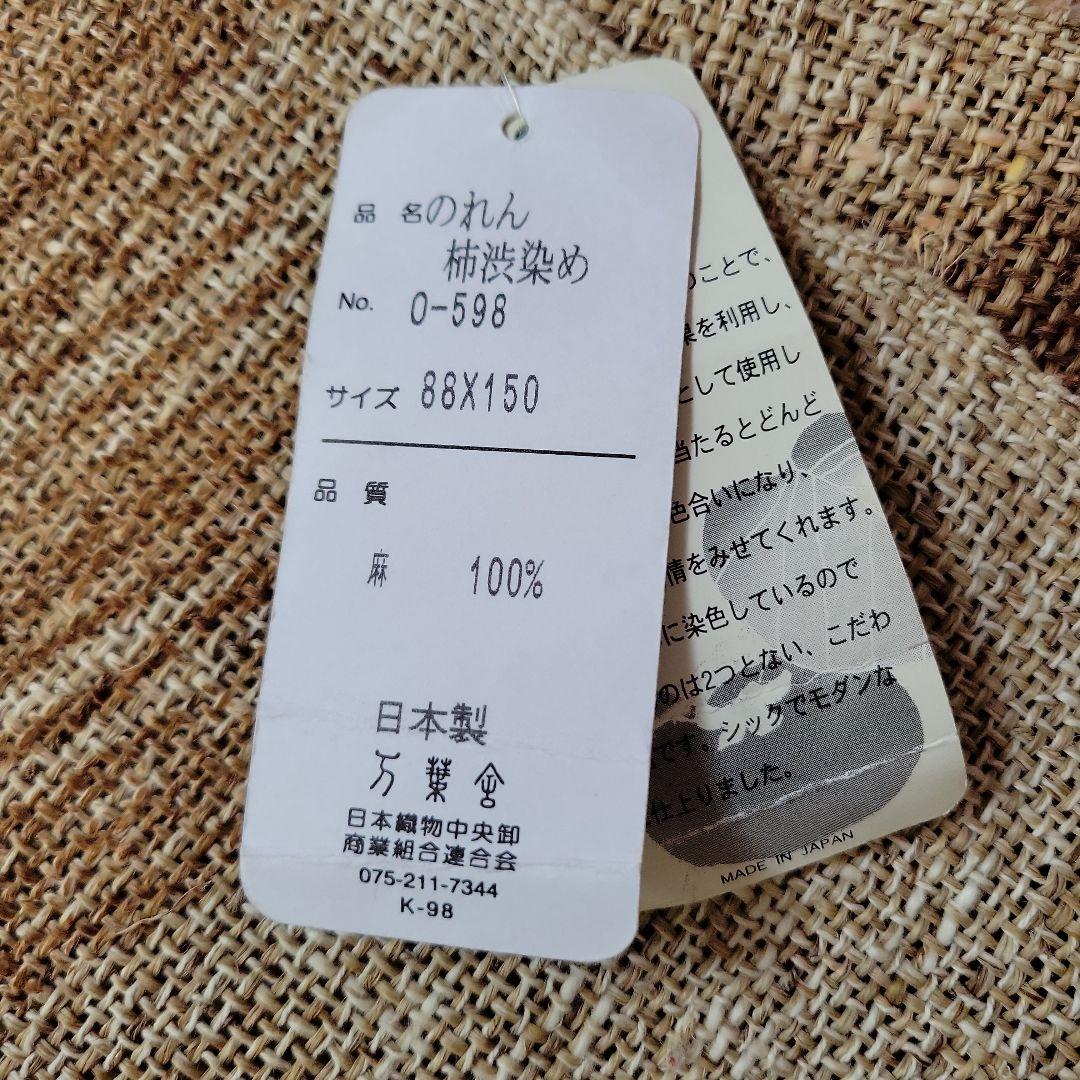 品 名 のれん
柿渋染め
No. O-598
サイズ 88X150
品 質
麻 100%
日本製
万葉舎
日本織物中央卸
商業組合連合会
075-211-7344
K-98
のことで、
果を利用し、
として使用し
当たるとどんど
色合いになり、
情をみせてくれます。
に染色しているので
のは2つとない、こだわ
です。シックでモダンな
仕上りました。
MADE IN JAPAN